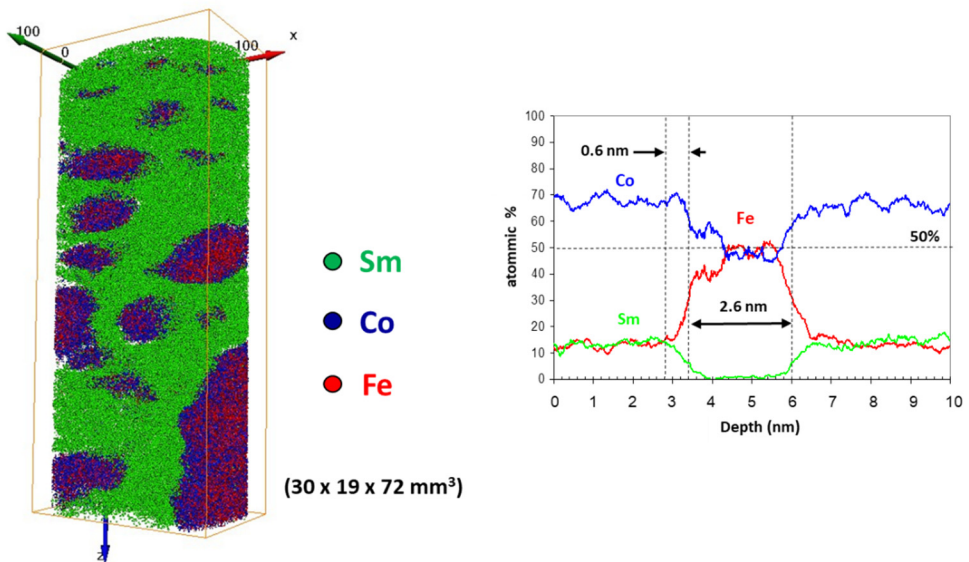 100
0
100
x
z
Sm
Co
Fe
(30 x 19 x 72 mm³)
atommic %
100
90
80
70
60
50
40
30
20
10
0
0.6 nm
Co
Fe
50%
2.6 nm
Sm
0 1 2 3 4 5 6 7 8 9 10
Depth (nm)